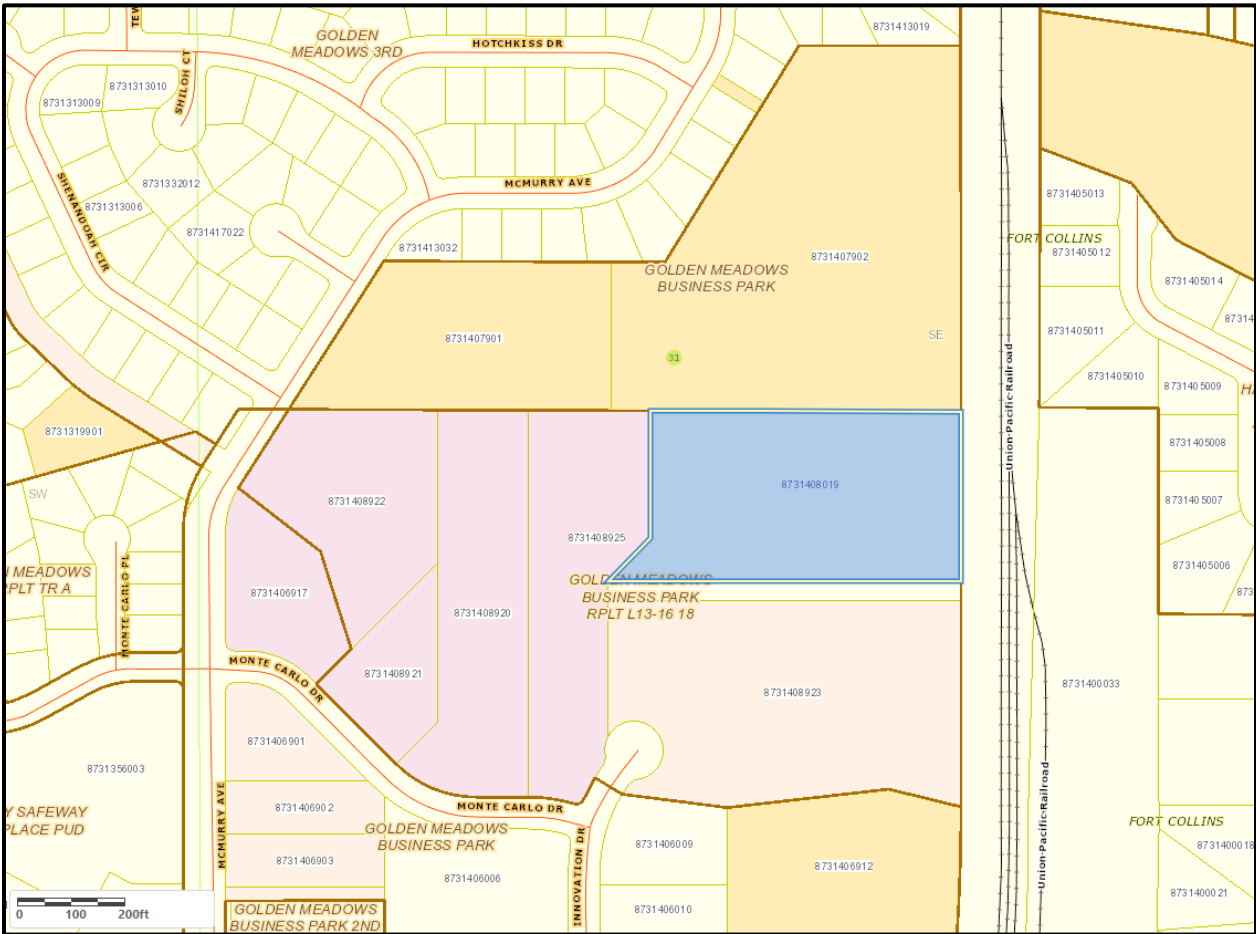 TEW
GOLDEN
MEADOWS 3RD
HOTCHKISS DR
8731413019
8731313010
8731313009
SHILOH CT
8731332012
MCMURRY AVE
8731405013
SHENANDOAH CIR
8731313006
8731417022
8731413032
FORT COLLINS
8731405012
8731407902
GOLDEN MEADOWS
BUSINESS PARK
8731405014
8731407901
SE
8731405011
87314
31
Union-Pacific-Railroad
8731405010
8731405009
HA
8731319901
8731405008
8731408019
SW
8731408922
8731405007
8731408925
N MEADOWS
RPLT TR A
MONTE CARLO PL
8731406917
GOLDEN MEADOWS
BUSINESS PARK
RPLT L13-16 18
8731405006
873
8731408920
MONTE CARLO DR
8731408921
8731400033
8731408923
8731406901
8731356003
MCMURRY AVE
Y SAFEWAY
PLACE PUD
8731406902
MONTE CARLO DR
Union-Pacific-Railroad
GOLDEN MEADOWS
BUSINESS PARK
INNOVATION DR
FORT COLLINS
8731406009
8731400018
8731406903
8731406006
8731406912
8731400021
0 100 200ft
GOLDEN MEADOWS
BUSINESS PARK 2ND
8731406010